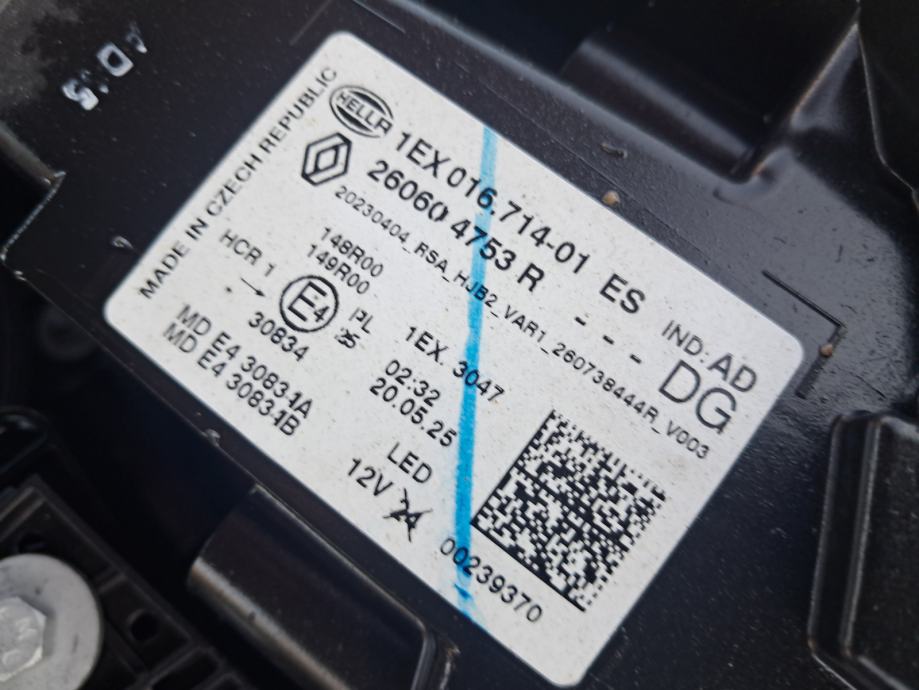 HELLA
1EX 016.714-01 ES
26060 4753 R - - -
20230404_RSA_HJB2_VAR1_260738444R_V003
MADE IN CZECH REPUBLIC
IND: AD
DG
148R00
149R00
HCR 1
E4
PL
30834
MD E4 30834A
MD E4 30834B
1EX. 3047
02:32
20.05.25
LED
12V
00239370